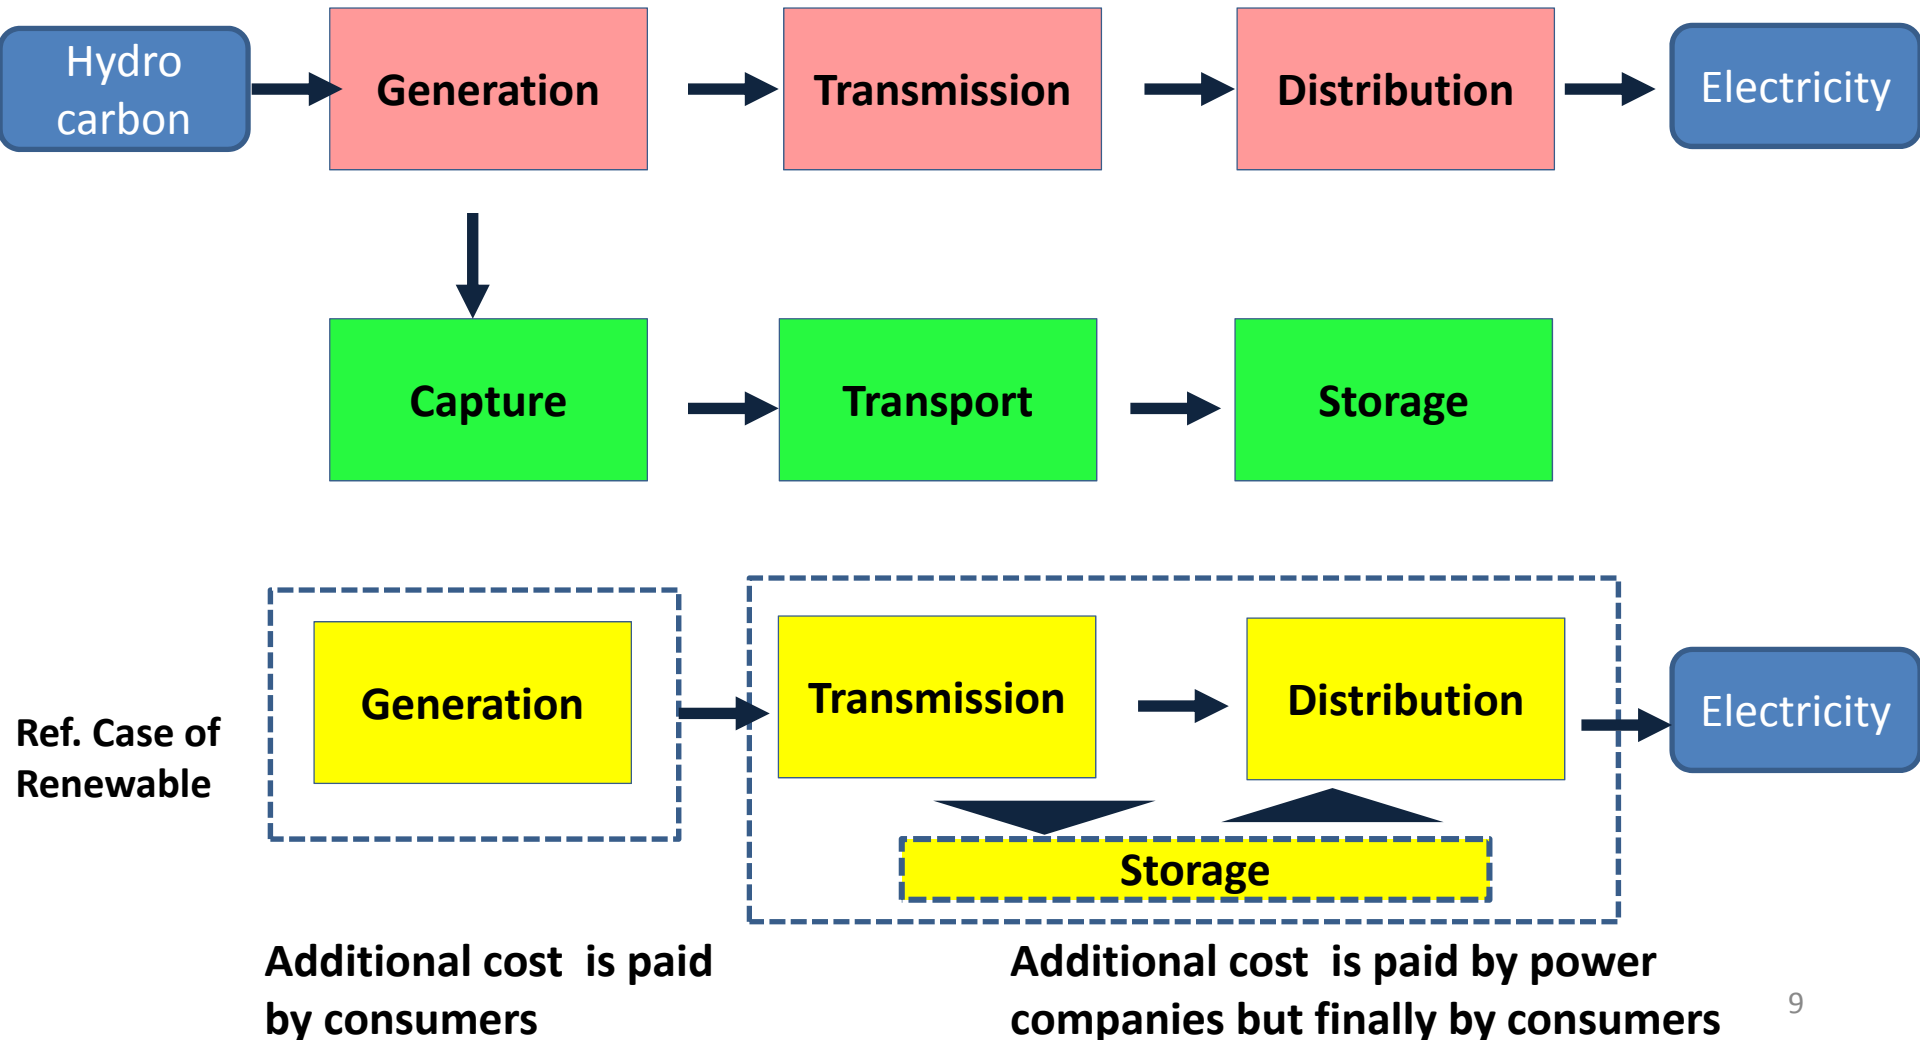 Hydro
carbon
Generation
Transmission
Distribution
Electricity
Capture
Transport
Storage
Ref. Case of
Renewable
Generation
Transmission
Distribution
Electricity
Storage
Additional cost  is paid
by consumers
Additional cost  is paid by power
companies but finally by consumers
9